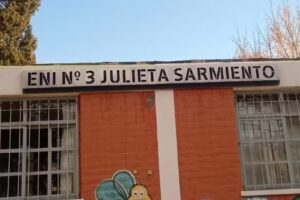 ENI Nº 3 JULIETA SARMIENTO